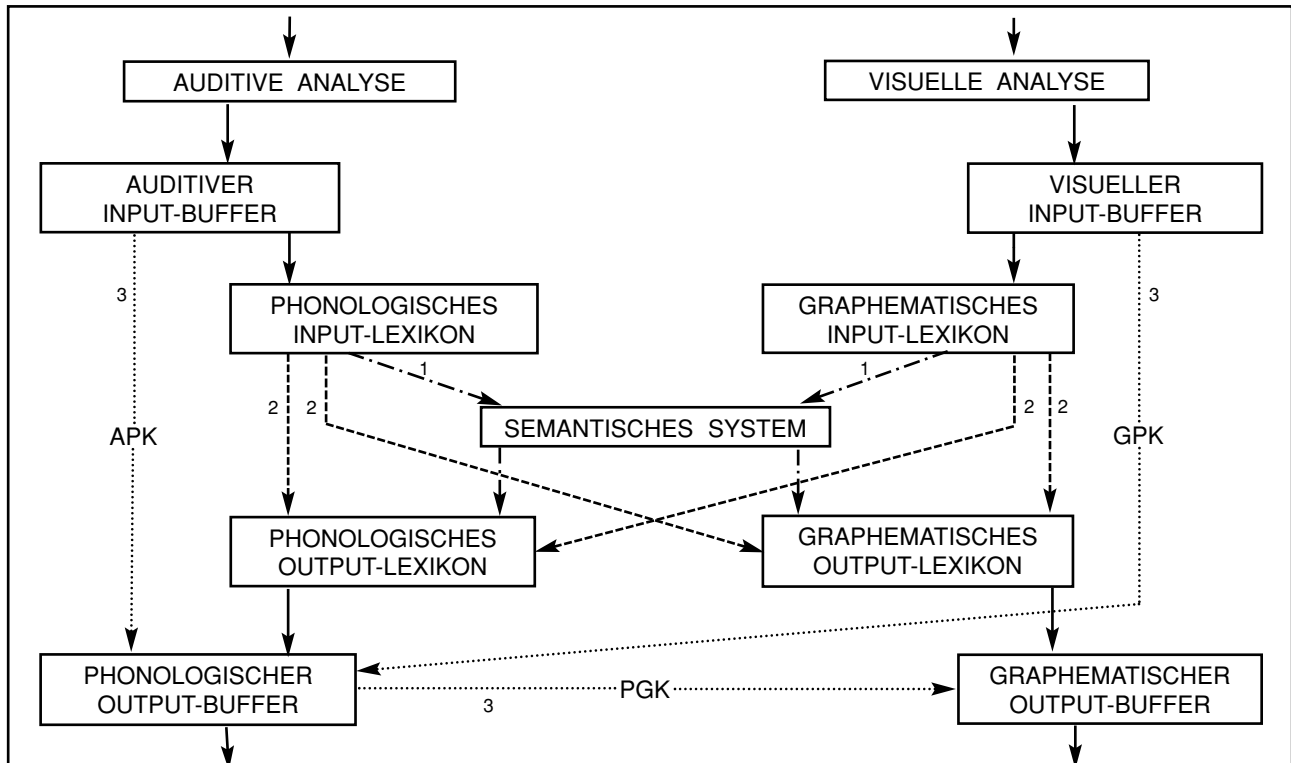 AUDITIVE ANALYSE
VISUELLE ANALYSE
AUDITIVER
INPUT-BUFFER
VISUELLER
INPUT-BUFFER
3
3
PHONOLOGISCHES
INPUT-LEXIKON
GRAPHEMATISCHES
INPUT-LEXIKON
1
1
2
2
2
2
SEMANTISCHES SYSTEM
APK
GPK
PHONOLOGISCHES
OUTPUT-LEXIKON
GRAPHEMATISCHES
OUTPUT-LEXIKON
PHONOLOGISCHER
OUTPUT-BUFFER
PGK
3
GRAPHEMATISCHER
OUTPUT-BUFFER